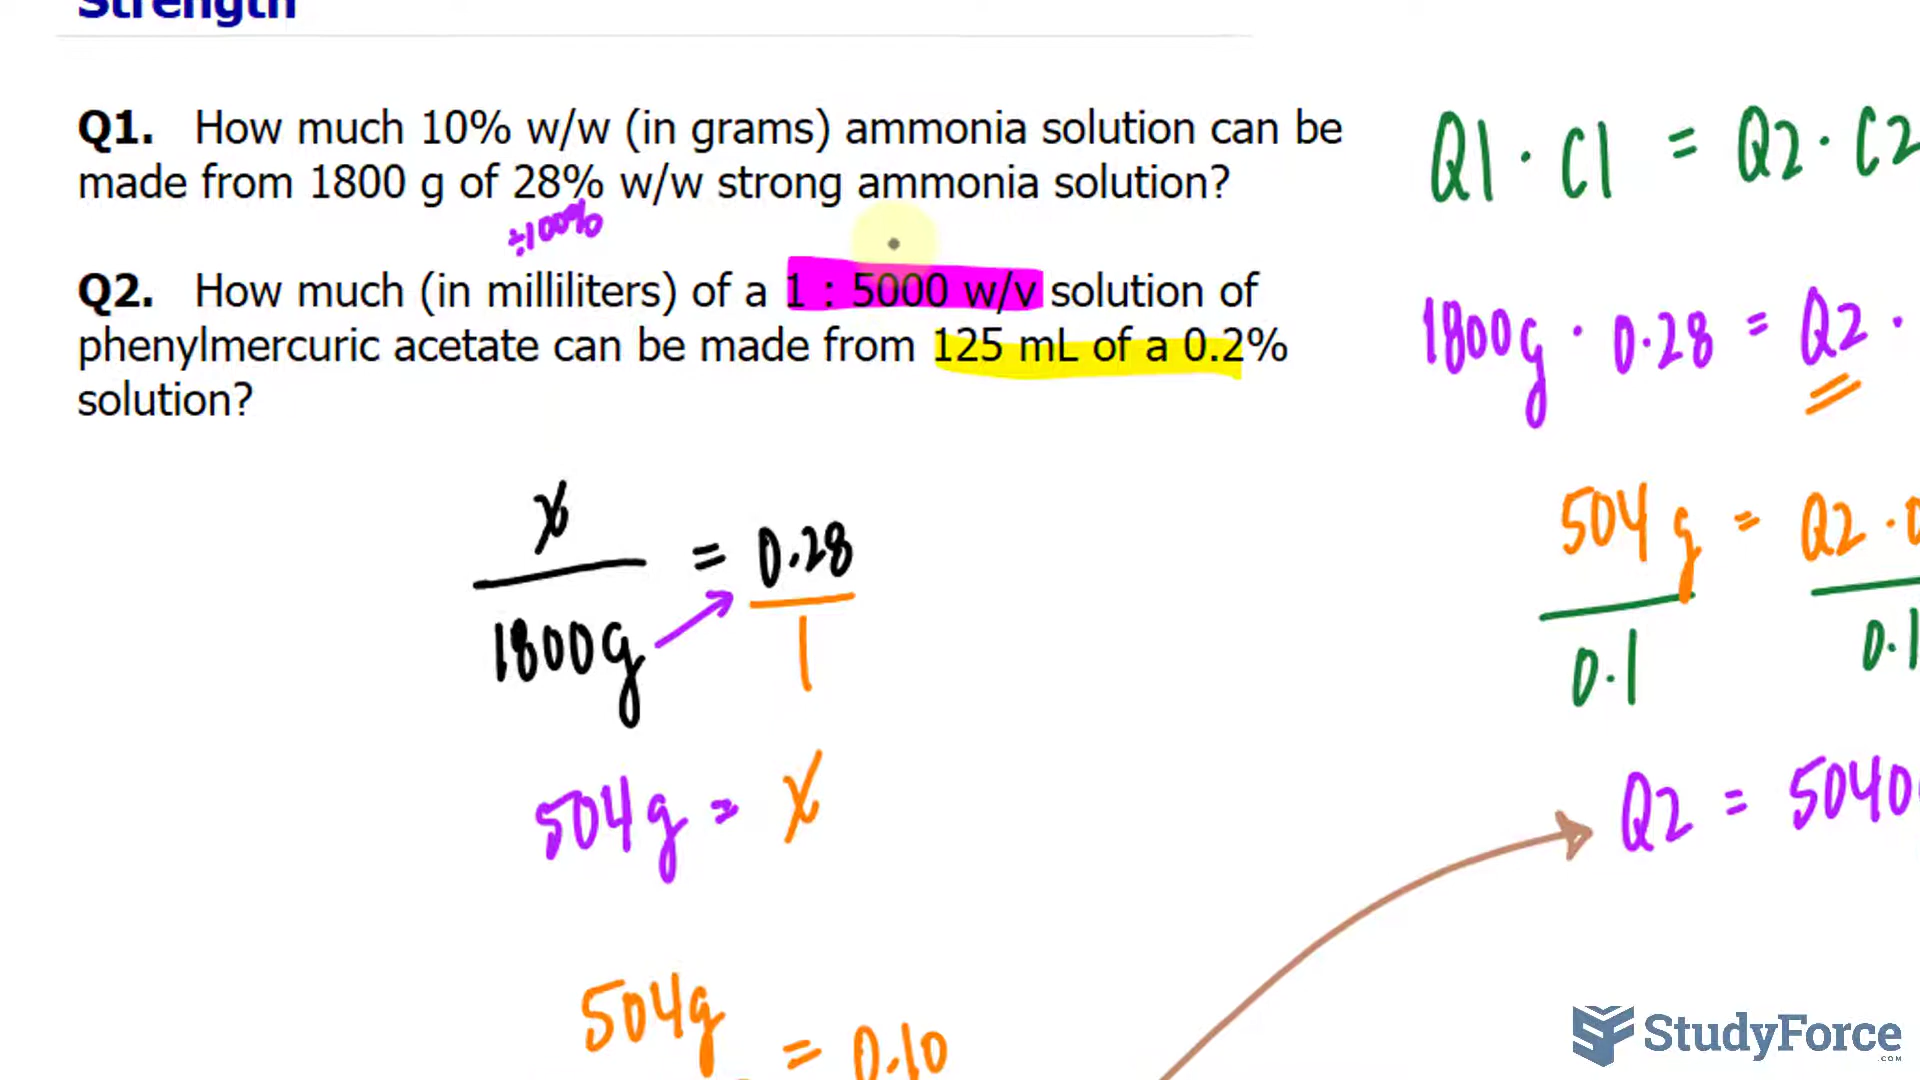 Strength
Q1. How much 10% w/w (in grams) ammonia solution can be
made from 1800 g of 28% w/w strong ammonia solution?
÷100%
Q2. How much (in milliliters) of a 1 : 5000 w/v solution of
phenylmercuric acetate can be made from 125 mL of a 0.2%
solution?
x
1800g
= 0.28
1
504g = x
504g
= 0.10
Q1 · C1 = Q2 · C2
1800g · 0.28 = Q2 ·
504g = Q2 · 0
0.1
0.1
Q2 = 5040
StudyForce
.COM